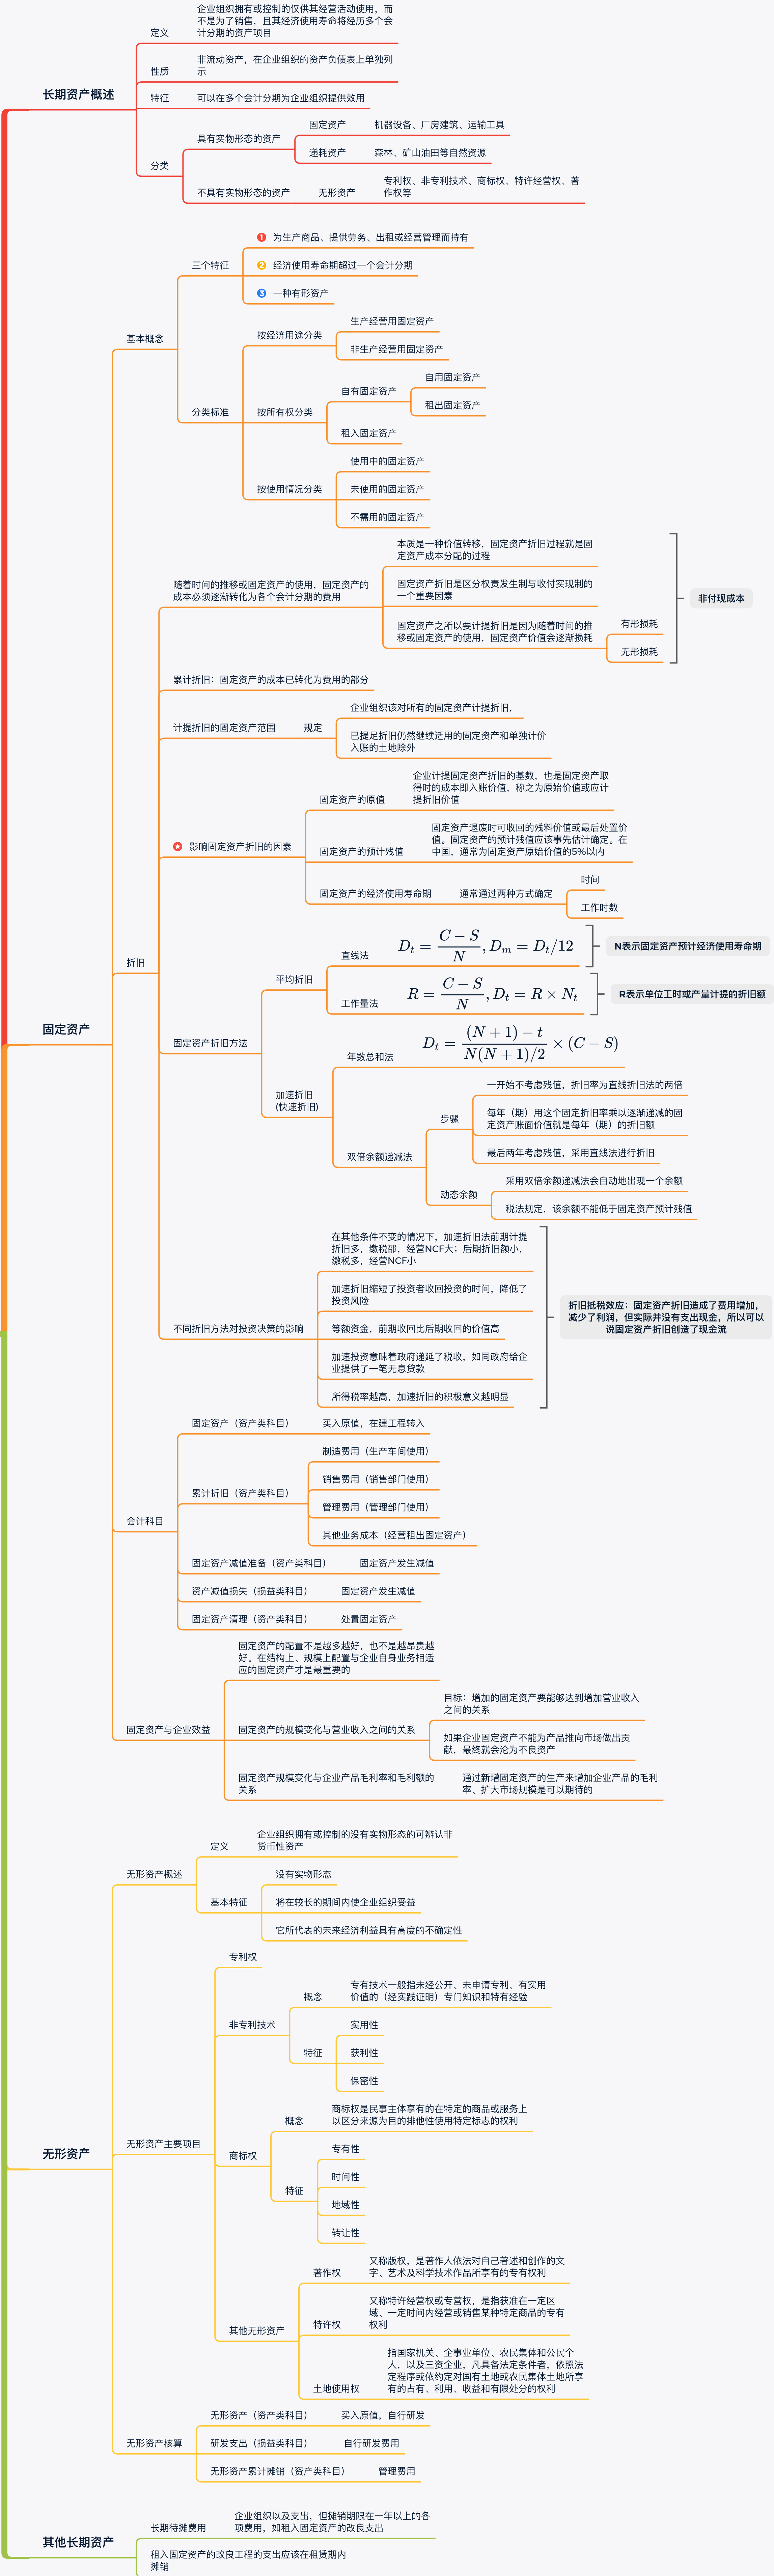 长期资产概述
定义
企业组织拥有或控制的仅供其经营活动使用，而
不是为了销售，且其经济使用寿命将经历多个会
计分期的资产项目
性质
非流动资产，在企业组织的资产负债表上单独列
示
特征
可以在多个会计分期为企业组织提供效用
分类
具有实物形态的资产
固定资产
机器设备、厂房建筑、运输工具
递耗资产
森林、矿山油田等自然资源
不具有实物形态的资产
无形资产
专利权、非专利技术、商标权、特许经营权、著
作权等
固定资产
基本概念
三个特征
1 为生产商品、提供劳务、出租或经营管理而持有
2 经济使用寿命期超过一个会计分期
3 一种有形资产
分类标准
按经济用途分类
生产经营用固定资产
非生产经营用固定资产
按所有权分类
自有固定资产
自用固定资产
租出固定资产
租入固定资产
按使用情况分类
使用中的固定资产
未使用的固定资产
不需用的固定资产
折旧
随着时间的推移或固定资产的使用，固定资产的
成本必须逐渐转化为各个会计分期的费用
本质是一种价值转移，固定资产折旧过程就是固
定资产成本分配的过程
固定资产折旧是区分权责发生制与收付实现制的
一个重要因素
固定资产之所以要计提折旧是因为随着时间的推
移或固定资产的使用，固定资产价值会逐渐损耗
有形损耗
无形损耗
非付现成本
累计折旧：固定资产的成本已转化为费用的部分
计提折旧的固定资产范围
规定
企业组织该对所有的固定资产计提折旧，
已提足折旧仍然继续适用的固定资产和单独计价
入账的土地除外
影响固定资产折旧的因素
固定资产的原值
企业计提固定资产折旧的基数，也是固定资产取
得时的成本即入账价值，称之为原始价值或应计
提折旧价值
固定资产的预计残值
固定资产退废时可收回的残料价值或最后处置价
值。固定资产的预计残值应该事先估计确定。在
中国，通常为固定资产原始价值的5%以内
固定资产的经济使用寿命期
通常通过两种方式确定
时间
工作时数
固定资产折旧方法
平均折旧
直线法
D_t = (C − S)/N, D_m = D_t/12
N表示固定资产预计经济使用寿命期
工作量法
R = (C − S)/N, D_t = R × N_t
R表示单位工时或产量计提的折旧额
加速折旧
(快速折旧)
年数总和法
D_t = ((N + 1) − t)/(N(N + 1)/2) × (C − S)
双倍余额递减法
步骤
一开始不考虑残值，折旧率为直线折旧法的两倍
每年（期）用这个固定折旧率乘以逐渐递减的固
定资产账面价值就是每年（期）的折旧额
最后两年考虑残值，采用直线法进行折旧
动态余额
采用双倍余额递减法会自动地出现一个余额
税法规定，该余额不能低于固定资产预计残值
不同折旧方法对投资决策的影响
在其他条件不变的情况下，加速折旧法前期计提
折旧多，缴税卲，经营NCF大；后期折旧额小，
缴税多，经营NCF小
加速折旧缩短了投资者收回投资的时间，降低了
投资风险
等额资金，前期收回比后期收回的价值高
加速投资意味着政府递延了税收，如同政府给企
业提供了一笔无息贷款
所得税率越高，加速折旧的积极意义越明显
折旧抵税效应：固定资产折旧造成了费用增加，
减少了利润，但实际并没有支出现金，所以可以
说固定资产折旧创造了现金流
会计科目
固定资产（资产类科目）
买入原值，在建工程转入
累计折旧（资产类科目）
制造费用（生产车间使用）
销售费用（销售部门使用）
管理费用（管理部门使用）
其他业务成本（经营租出固定资产）
固定资产减值准备（资产类科目）
固定资产发生减值
资产减值损失（损益类科目）
固定资产发生减值
固定资产清理（资产类科目）
处置固定资产
固定资产与企业效益
固定资产的配置不是越多越好，也不是越昂贵越
好。在结构上、规模上配置与企业自身业务相适
应的固定资产才是最重要的
固定资产的规模变化与营业收入之间的关系
目标：增加的固定资产要能够达到增加营业收入
之间的关系
如果企业固定资产不能为产品推向市场做出贡
献，最终就会沦为不良资产
固定资产规模变化与企业产品毛利率和毛利额的
关系
通过新增固定资产的生产来增加企业产品的毛利
率、扩大市场规模是可以期待的
无形资产
无形资产概述
定义
企业组织拥有或控制的没有实物形态的可辨认非
货币性资产
基本特征
没有实物形态
将在较长的期间内使企业组织受益
它所代表的未来经济利益具有高度的不确定性
无形资产主要项目
专利权
非专利技术
概念
专有技术一般指未经公开、未申请专利、有实用
价值的（经实践证明）专门知识和特有经验
特征
实用性
获利性
保密性
商标权
概念
商标权是民事主体享有的在特定的商品或服务上
以区分来源为目的排他性使用特定标志的权利
特征
专有性
时间性
地域性
转让性
其他无形资产
著作权
又称版权，是著作人依法对自己著述和创作的文
字、艺术及科学技术作品所享有的专有权利
特许权
又称特许经营权或专营权，是指获准在一定区
域、一定时间内经营或销售某种特定商品的专有
权利
土地使用权
指国家机关、企事业单位、农民集体和公民个
人，以及三资企业，凡具备法定条件者，依照法
定程序或依约定对国有土地或农民集体土地所享
有的占有、利用、收益和有限处分的权利
无形资产核算
无形资产（资产类科目）
买入原值，自行研发
研发支出（损益类科目）
自行研发费用
无形资产累计摊销（资产类科目）
管理费用
其他长期资产
长期待摊费用
企业组织以及支出，但摊销期限在一年以上的各
项费用，如租入固定资产的改良支出
租入固定资产的改良工程的支出应该在租赁期内
摊销